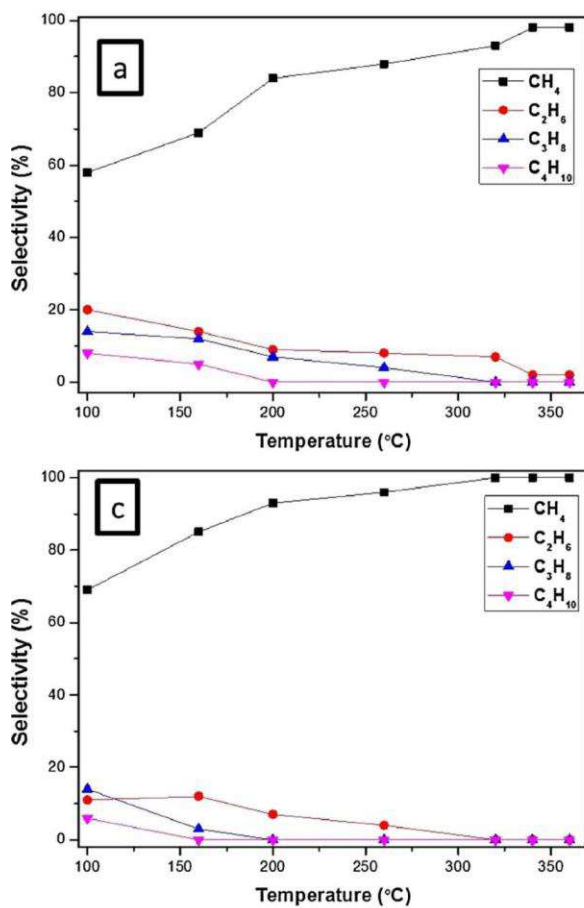 a
Selectivity (%)
100
80
60
40
20
0
CH₄
C₂H₆
C₃H₈
C₄H₁₀
100 150 200 250 300 350
Temperature (°C)
c
Selectivity (%)
100
80
60
40
20
0
CH₄
C₂H₆
C₃H₈
C₄H₁₀
100 150 200 250 300 350
Temperature (°C)